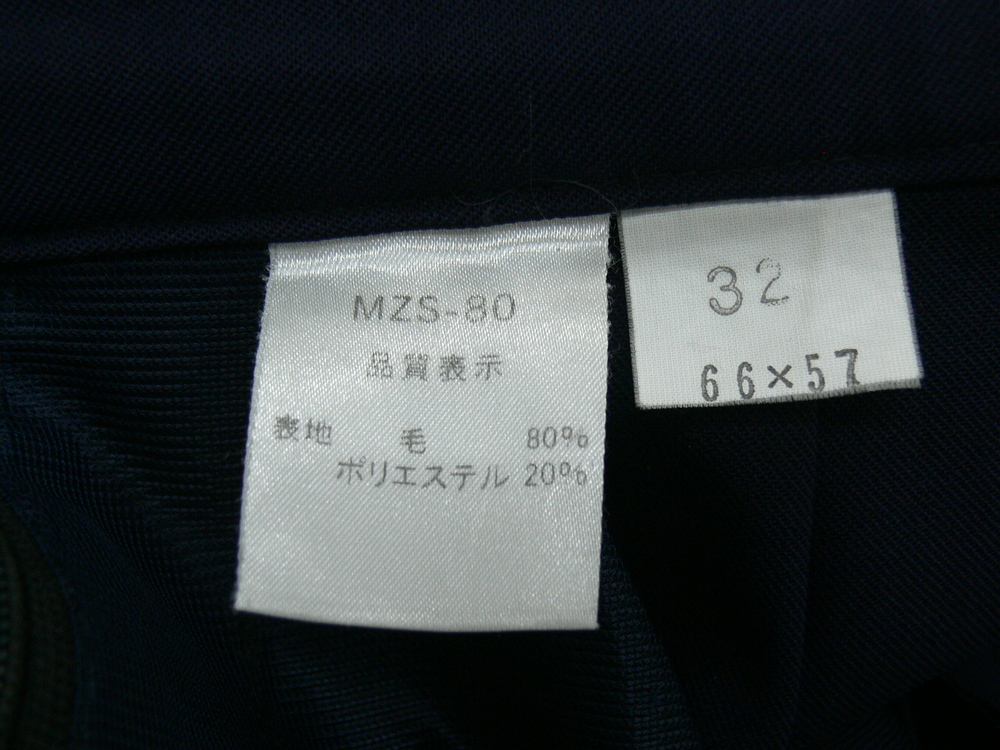 MZS-80
品質表示
表地 毛 80%
ポリエステル 20%
32
66×57